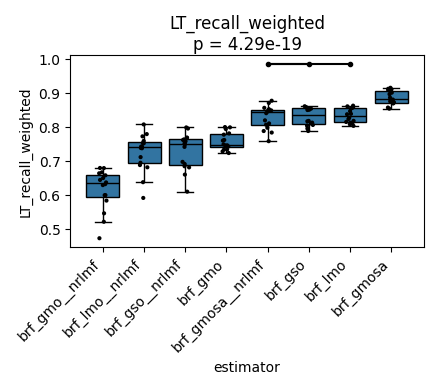 LT_recall_weighted
p = 4.29e-19
LT_recall_weighted
1.0
0.9
0.8
0.7
0.6
0.5
brf_gmo__nrlmf
brf_lmo__nrlmf
brf_gso__nrlmf
brf_gmo
brf_gmosa__nrlmf
brf_gso
brf_lmo
brf_gmosa
estimator